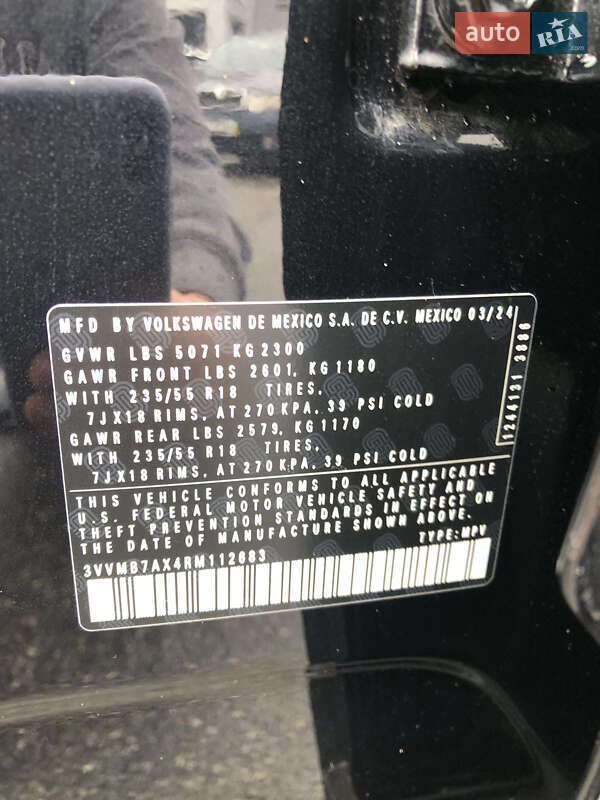 auto RIA.com
MFD BY VOLKSWAGEN DE MEXICO S.A. DE C.V. MEXICO 03/24
GVWR LBS 5071 KG 2300
GAWR FRONT LBS 2601, KG 1180
WITH 235/55 R18 TIRES,
7JX18 RIMS, AT 270 KPA, 39 PSI COLD
GAWR REAR LBS 2579, KG 1170
WITH 235/55 R18 TIRES,
7JX18 RIMS, AT 270 KPA, 39 PSI COLD
THIS VEHICLE CONFORMS TO ALL APPLICABLE
U.S. FEDERAL MOTOR VEHICLE SAFETY AND
THEFT PREVENTION STANDARDS IN EFFECT ON
THE DATE OF MANUFACTURE SHOWN ABOVE.
TYPE: MPV
3VVMB7AX4RM112683